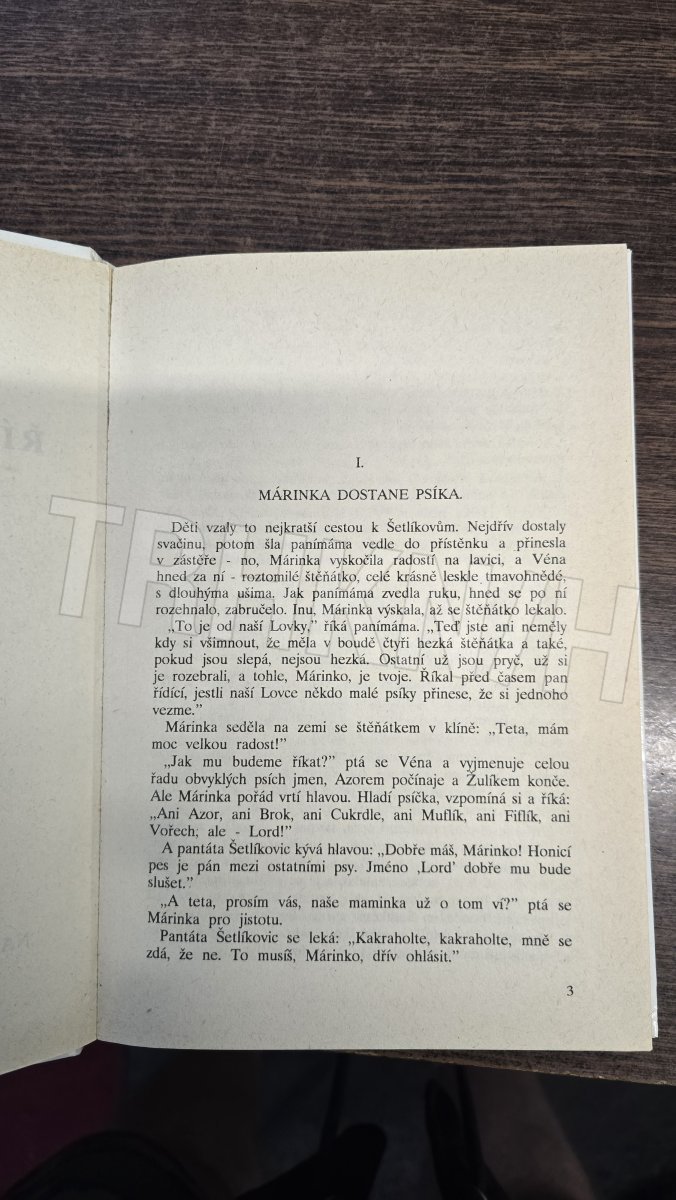 I.
MÁRINKA DOSTANE PSÍKA.
Děti vzaly to nejkratší cestou k Šetlíkovům. Nejdřív dostaly
svačinu, potom šla panímáma vedle do přístěnku a přinesla
v zástěře - no, Márinka vyskočila radostí na lavici, a Véna
hned za ní - roztomilé štěňátko, celé krásně leskle tmavohnědé,
s dlouhýma ušima. Jak panímáma zvedla ruku, hned se po ní
rozehnalo, zabručelo. Inu, Márinka výskala, až se štěňátko lekalo.
„To je od naší Lovky,” říká panímáma. „Teď jste ani neměly
kdy si všimnout, že měla v boudě čtyři hezká štěňátka a také,
pokud jsou slepá, nejsou hezká. Ostatní už jsou pryč, už si
je rozebrali, a tohle, Márinko, je tvoje. Říkal před časem pan
řídící, jestli naší Lovce někdo malé psíky přinese, že si jednoho
vezme.”
Márinka seděla na zemi se štěňátkem v klíně: „Teta, mám
moc velkou radost!”
„Jak mu budeme říkat?” ptá se Véna a vyjmenuje celou
řadu obvyklých psích jmen, Azorem počínaje a Žulíkem konče.
Ale Márinka pořád vrtí hlavou. Hladí psíčka, vzpomíná si a říká:
„Ani Azor, ani Brok, ani Cukrdle, ani Muflík, ani Fiflík, ani
Vořech, ale - Lord!”
A pantáta Šetlíkovic kývá hlavou: „Dobře máš, Márinko! Honicí
pes je pán mezi ostatními psy. Jméno ‚Lord’ dobře mu bude
slušet.”
„A teta, prosím vás, naše maminka už o tom ví?” ptá se
Márinka pro jistotu.
Pantáta Šetlíkovic se leká: „Kakraholte, kakraholte, mně se
zdá, že ne. To musíš, Márinko, dřív ohlásit.”
3